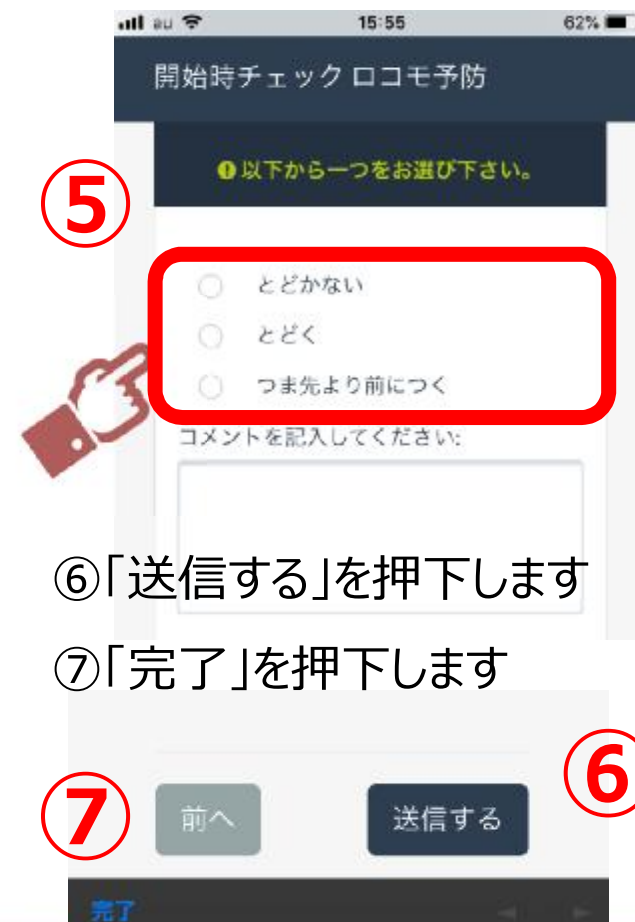 au 15:55 62%
開始時チェック ロコモ予防
以下から一つをお選び下さい。
⑤
とどかない
とどく
つま先より前につく
コメントを記入してください:
⑥「送信する」を押下します
⑦「完了」を押下します
⑥
⑦
前へ
送信する
完了